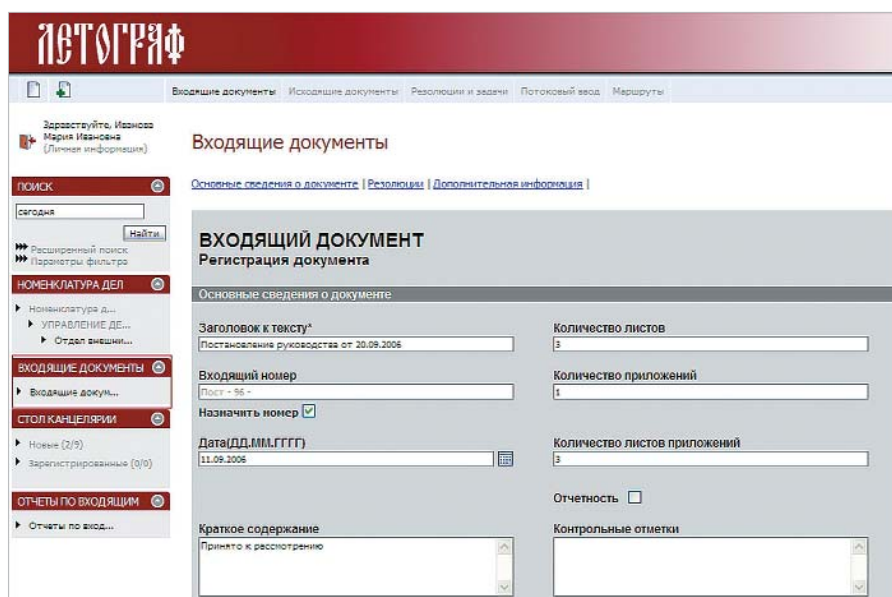 ЛЕТОГРАФ
Входящие документы Исходящие документы Резолюции и задачи Потоковый ввод Маршруты
Здравствуйте, Иванова
Мария Ивановна
(Личная информация)
ПОИСК
сегодня
Найти
Расширенный поиск
Параметры фильтра
НОМЕНКЛАТУРА ДЕЛ
Номенклатура д...
УПРАВЛЕНИЕ ДЕ...
Отдел внешни...
ВХОДЯЩИЕ ДОКУМЕНТЫ
Входящие докум...
СТОЛ КАНЦЕЛЯРИИ
Новые (2/9)
Зарегистрированные (0/0)
ОТЧЕТЫ ПО ВХОДЯЩИМ
Отчеты по вход...
Входящие документы
Основные сведения о документе | Резолюции | Дополнительная информация |
ВХОДЯЩИЙ ДОКУМЕНТ
Регистрация документа
Основные сведения о документе
Заголовок к тексту*
Постановление руководства от 20.09.2006
Количество листов
3
Входящий номер
Пост - 96 -
Назначить номер
Количество приложений
1
Дата(ДД.ММ.ГГГГ)
11.09.2006
Количество листов приложений
3
Отчетность
Краткое содержание
Принято к рассмотрению
Контрольные отметки